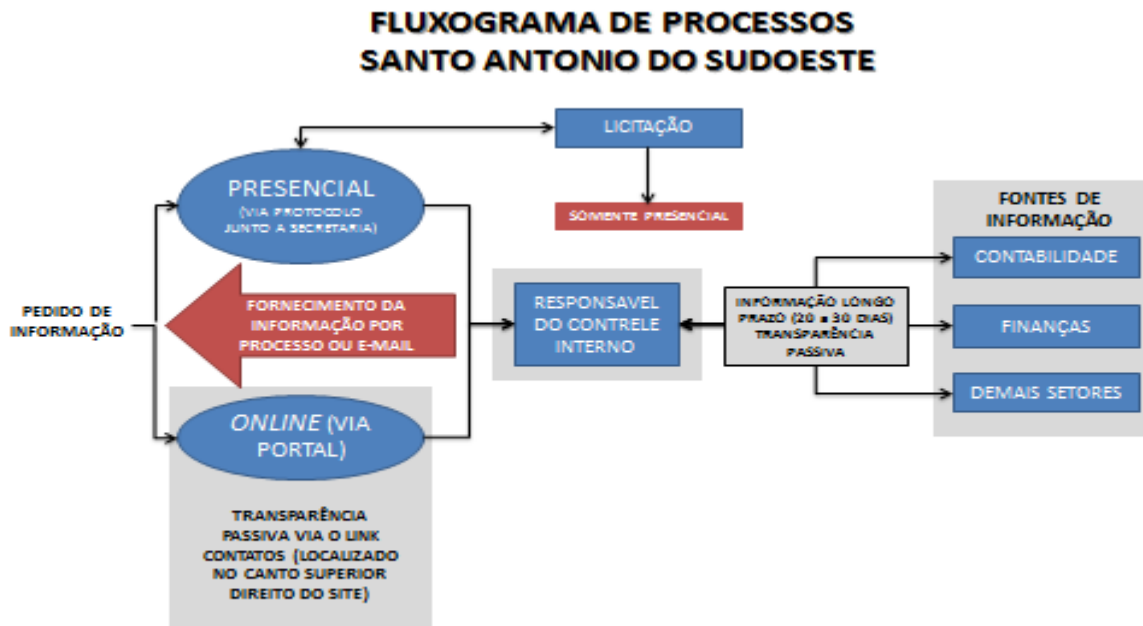 FLUXOGRAMA DE PROCESSOS
SANTO ANTONIO DO SUDOESTE
LICITAÇÃO
PRESENCIAL
(VIA PROTOCOLO
JUNTO A SECRETARIA)
SOMENTE PRESENCIAL
FONTES DE
INFORMAÇÃO
CONTABILIDADE
PEDIDO DE
INFORMAÇÃO
FORNECIMENTO DA
INFORMAÇÃO POR
PROCESSO OU E-MAIL
RESPONSAVEL
DO CONTRELE
INTERNO
INFORMAÇÃO LONGO
PRAZO (20 a 30 DIAS)
TRANSPARÊNCIA
PASSIVA
FINANÇAS
DEMAIS SETORES
ONLINE (VIA
PORTAL)
TRANSPARÊNCIA
PASSIVA VIA O LINK
CONTATOS (LOCALIZADO
NO CANTO SUPERIOR
DIREITO DO SITE)